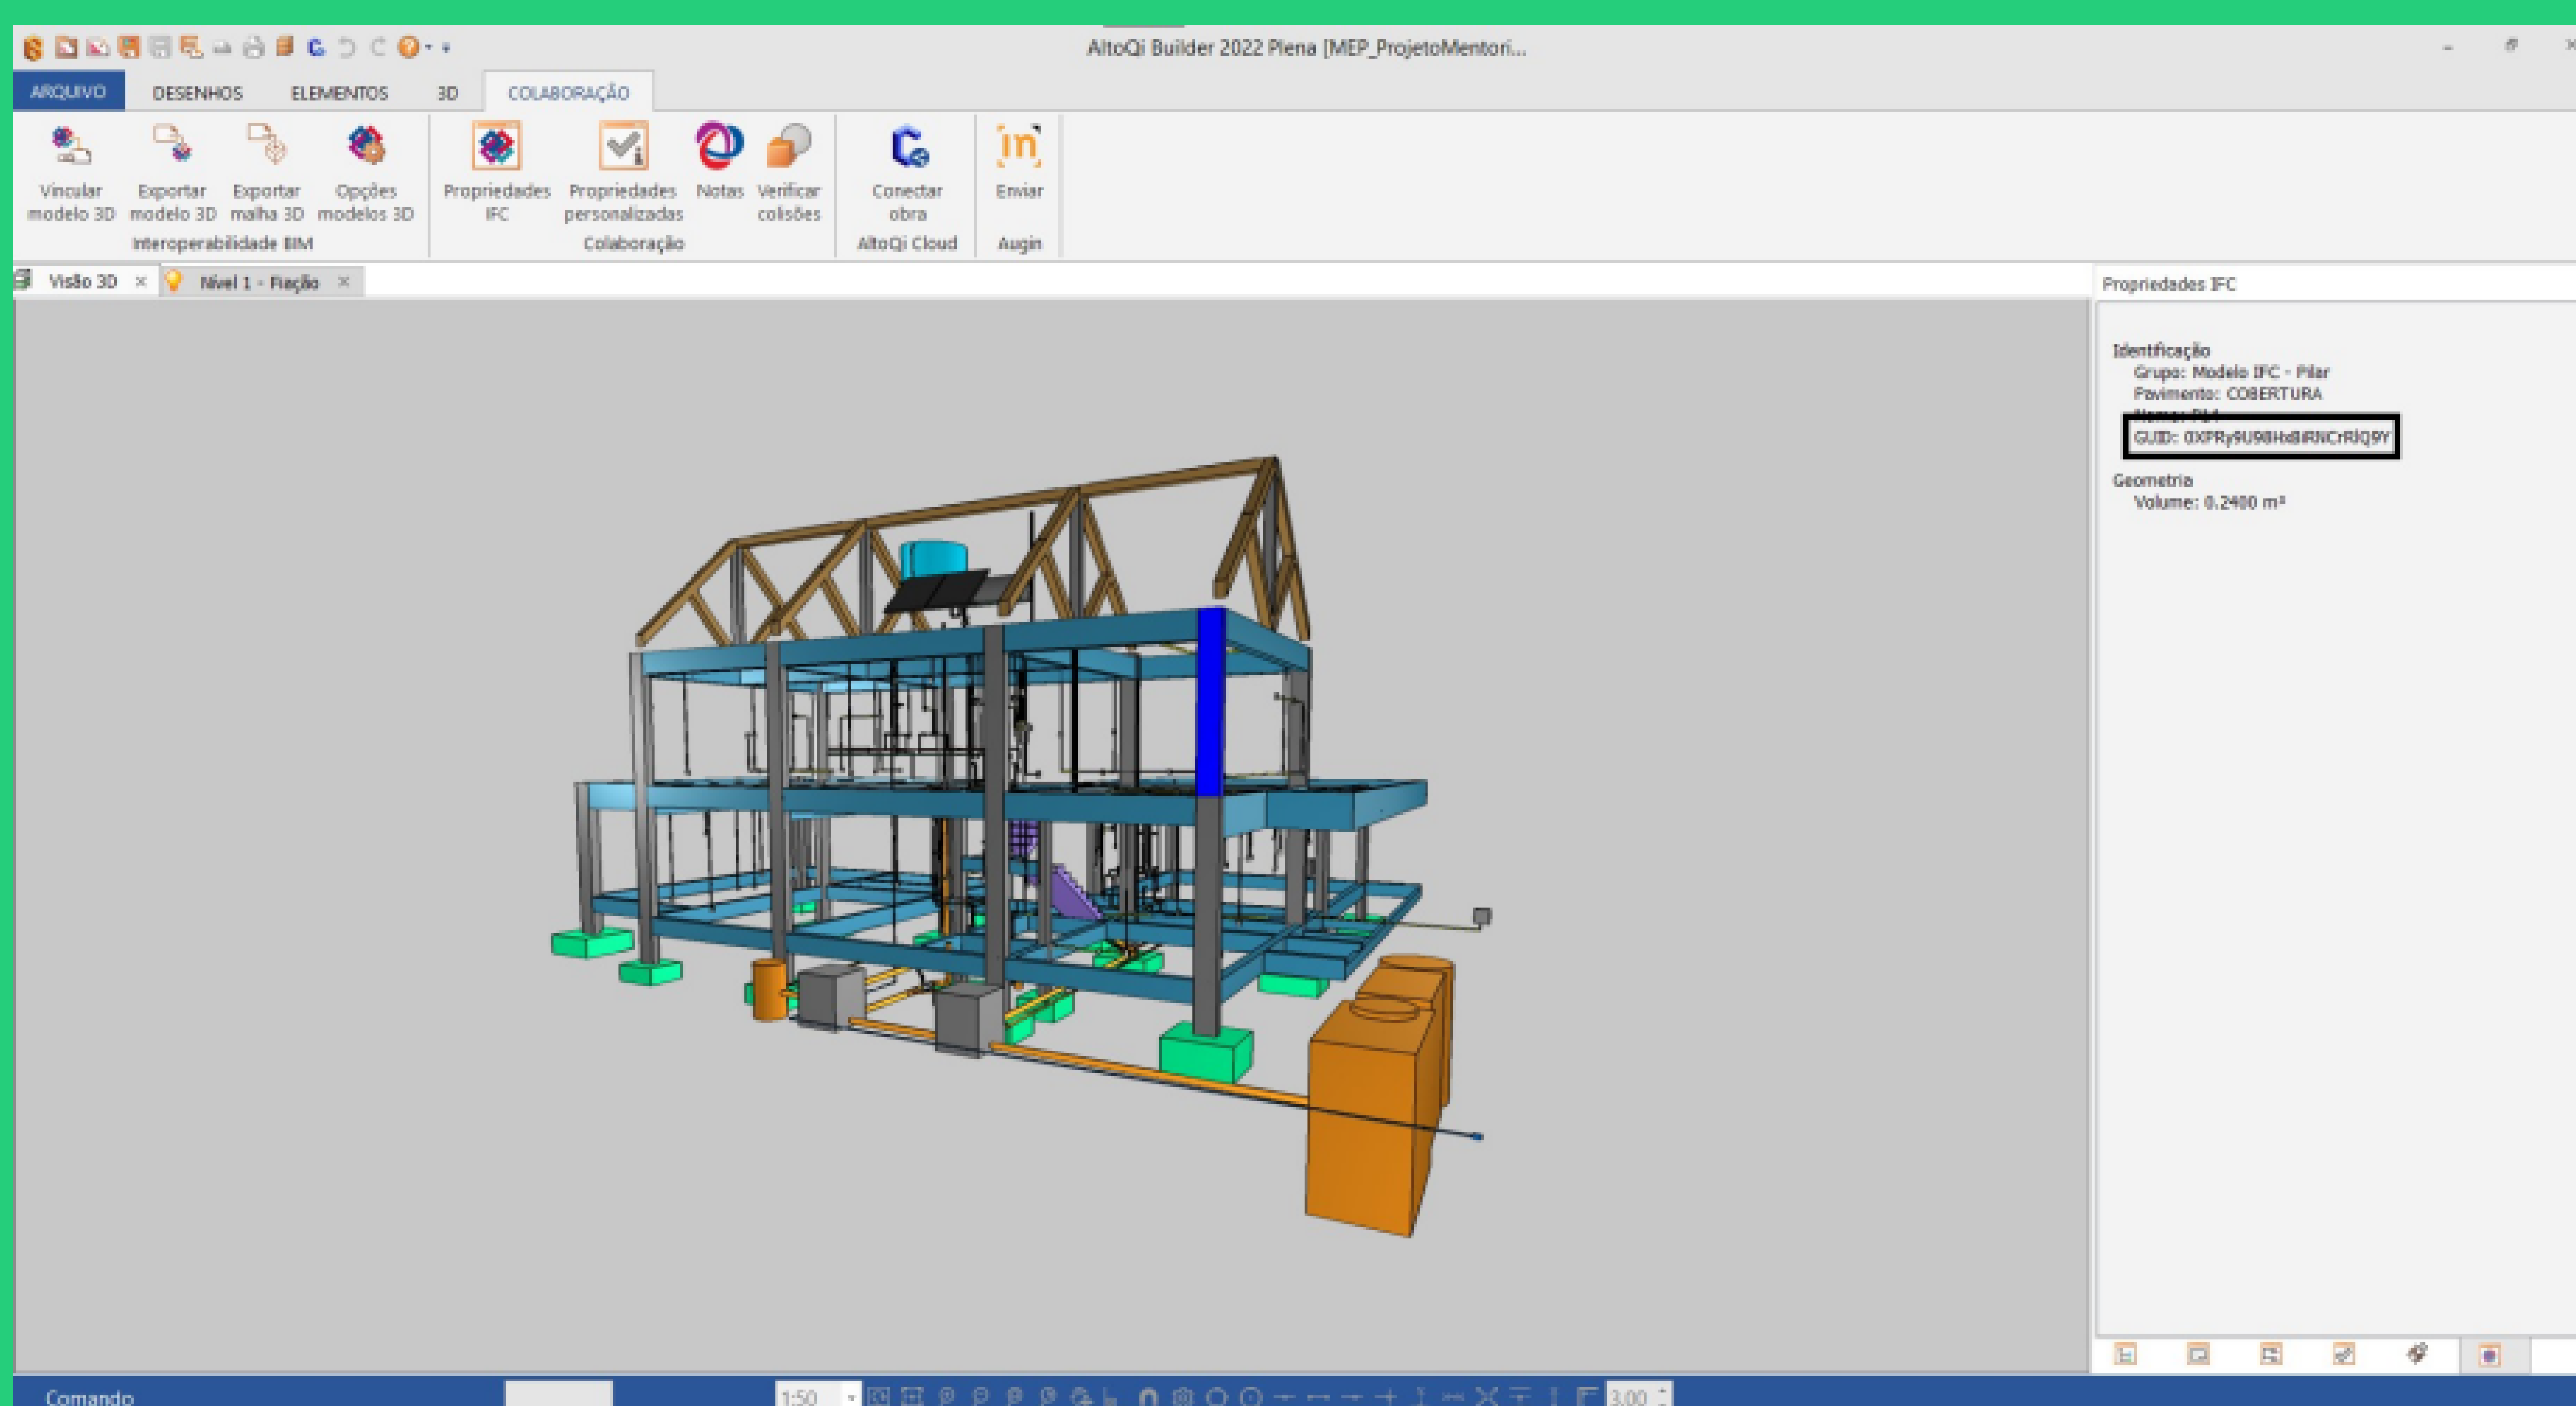 AltoQi Builder 2022 Plena [MEP_ProjetoMentori...
ARQUIVO DESENHOS ELEMENTOS 3D COLABORAÇÃO
Vincular modelo 3D
Exportar modelo 3D
Exportar malha 3D
Opções modelos 3D
Interoperabilidade BIM
Propriedades IFC
Propriedades personalizadas
Notas
Verificar colisões
Colaboração
Conectar obra
AltoQi Cloud
in
Enviar
Augin
Visão 3D
Nível 1 - Fiação
Propriedades IFC
Identificação
Grupo: Modelo IFC - Pilar
Pavimento: COBERTURA
GUID:
Geometria
Volume: 0.2400 m³
Comando
1:50
3.00